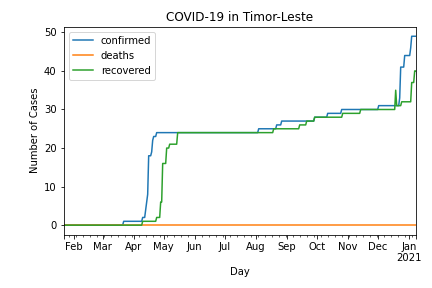 COVID-19 in Timor-Leste
confirmed
deaths
recovered
Number of Cases
50
40
30
20
10
0
Feb Mar Apr May Jun Jul Aug Sep Oct Nov Dec Jan
2021
Day